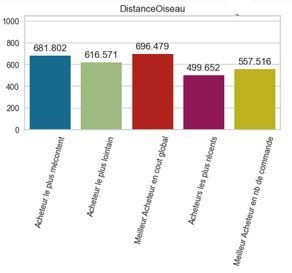 DistanceOiseau
1000
800
600
400
200
0
681.802
616.571
696.479
499.652
557.516
Acheteur le plus mécontent
Acheteur le plus lointain
Meilleur Acheteur en cout global
Acheteurs les plus récents
Meilleur Acheteur en nb de commande